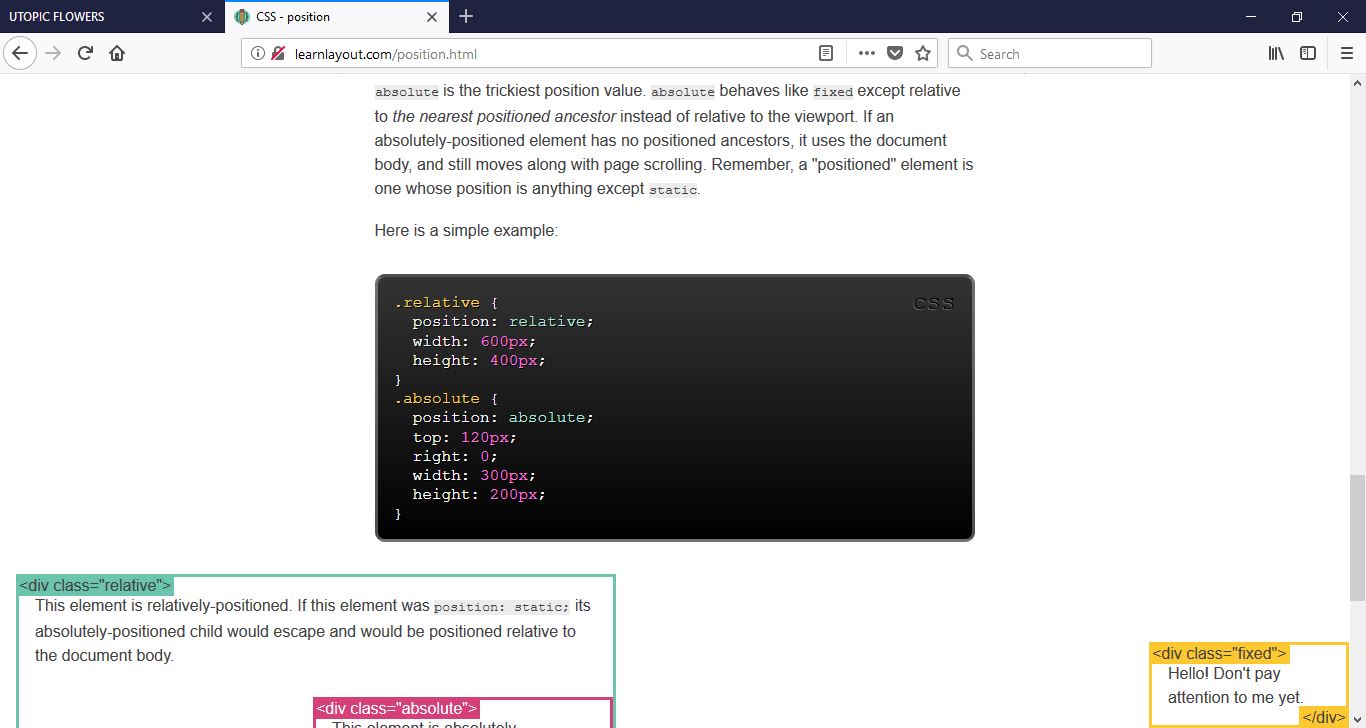 UTOPIC FLOWERS
CSS - position
learnlayout.com/position.html
Search
absolute is the trickiest position value. absolute behaves like fixed except relative
to the nearest positioned ancestor instead of relative to the viewport. If an
absolutely-positioned element has no positioned ancestors, it uses the document
body, and still moves along with page scrolling. Remember, a "positioned" element is
one whose position is anything except static.
Here is a simple example:
CSS
.relative {
  position: relative;
  width: 600px;
  height: 400px;
}
.absolute {
  position: absolute;
  top: 120px;
  right: 0;
  width: 300px;
  height: 200px;
}
<div class="relative">
This element is relatively-positioned. If this element was position: static; its
absolutely-positioned child would escape and would be positioned relative to
the document body.
<div class="fixed">
Hello! Don't pay
attention to me yet.
</div>
<div class="absolute">
This element is absolutely-